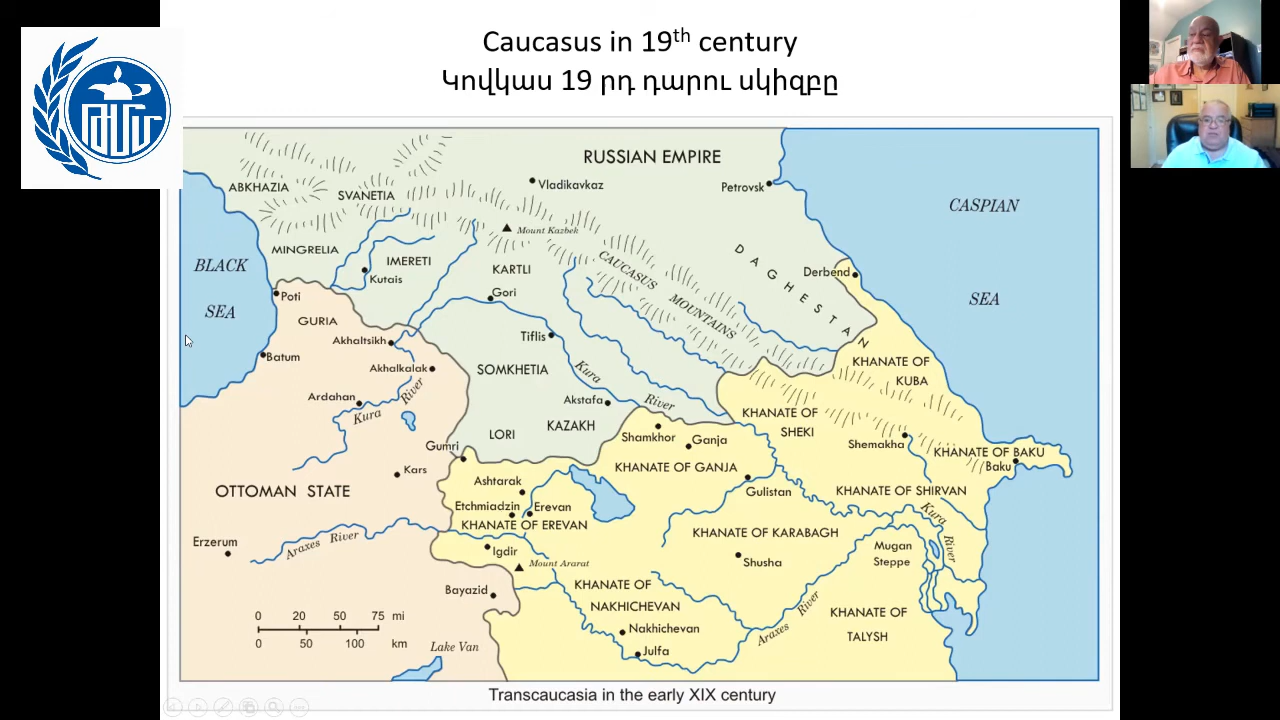 Caucasus in 19th century
Կովկաս 19 րդ դարու սկիզբը
RUSSIAN EMPIRE
ABKHAZIA
SVANETIA
Vladikavkaz
Petrovsk
CASPIAN
SEA
Mount Kazbek
MINGRELIA
IMERETI
Kutais
KARTLI
CAUCASUS MOUNTAINS
DAGHESTAN
Derbend
BLACK
SEA
Poti
Gori
GURIA
Akhaltsikh
Tiflis
Batum
Akhalkalak
SOMKHETIA
Kura
River
KHANATE OF
KUBA
Ardahan
Kura
River
Akstafa
KAZAKH
LORI
KHANATE OF
SHEKI
Shamkhor
Ganja
Shemakha
Gumri
KHANATE OF BAKU
Baku
Kars
KHANATE OF GANJA
OTTOMAN STATE
Ashtarak
Gulistan
KHANATE OF SHIRVAN
Etchmiadzin
Erevan
KHANATE OF EREVAN
Kura
River
KHANATE OF KARABAGH
Erzerum
Araxes River
Igdir
Mount Ararat
Shusha
Mugan
Steppe
Bayazid
KHANATE OF
NAKHICHEVAN
Nakhichevan
Araxes River
KHANATE OF
TALYSH
Julfa
Lake Van
0 20 50 75 mi
0 50 100 km
Transcaucasia in the early XIX century